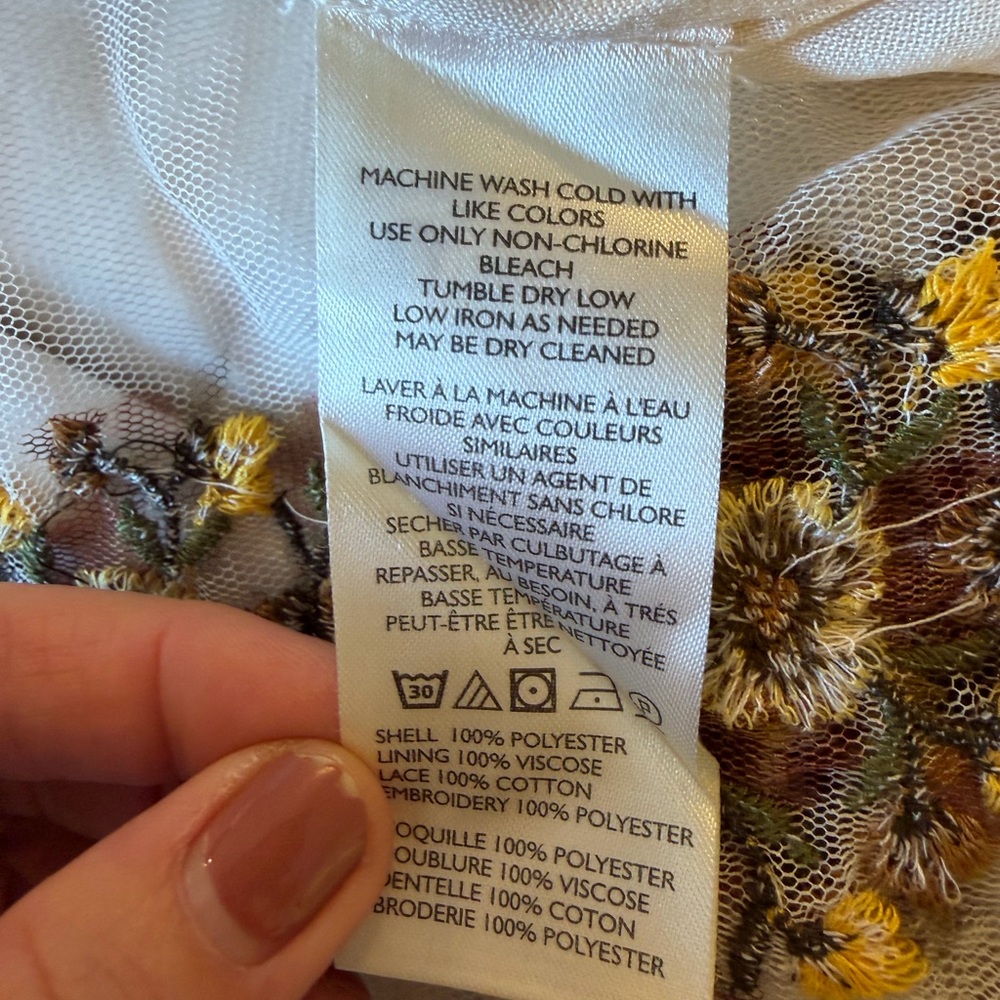 MACHINE WASH COLD WITH
LIKE COLORS
USE ONLY NON-CHLORINE
BLEACH
TUMBLE DRY LOW
LOW IRON AS NEEDED
MAY BE DRY CLEANED
LAVER À LA MACHINE À L'EAU
FROIDE AVEC COULEURS
SIMILAIRES
UTILISER UN AGENT DE
BLANCHIMENT SANS CHLORE
SI NÉCESSAIRE
SECHER PAR CULBUTAGE À
BASSE TEMPERATURE
REPASSER, AU BESOIN, À TRÉS
BASSE TEMPÉRATURE
PEUT-ÊTRE ÊTRE NETTOYÉE
À SEC
30
SHELL 100% POLYESTER
LINING 100% VISCOSE
LACE 100% COTTON
EMBROIDERY 100% POLYESTER
OQUILLE 100% POLYESTER
OUBLURE 100% VISCOSE
DENTELLE 100% COTON
BRODERIE 100% POLYESTER